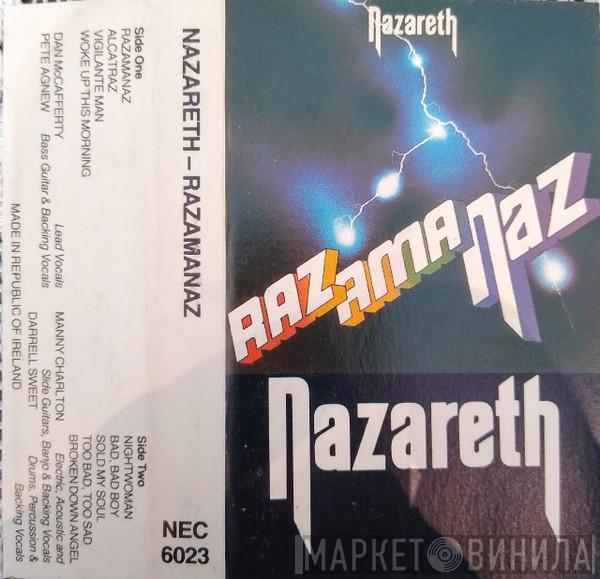 Nazareth
RAZAMANAZ
Nazareth
NAZARETH – RAZAMANAZ
NEC
6023
Side One
RAZAMANAZ
ALCATRAZ
VIGILANTE MAN
WOKE UP THIS MORNING
Side Two
NIGHTWOMAN
BAD, BAD BOY
SOLD MY SOUL
TOO BAD, TOO SAD
BROKEN DOWN ANGEL
DAN McCAFFERTY Lead Vocals
PETE AGNEW Bass Guitar & Backing Vocals
MANNY CHARLTON Electric, Acoustic and
Slide Guitars, Banjo & Backing Vocals
DARRELL SWEET Drums, Percussion &
Backing Vocals
MADE IN REPUBLIC OF IRELAND
МАРКЕТ ВИНИЛА